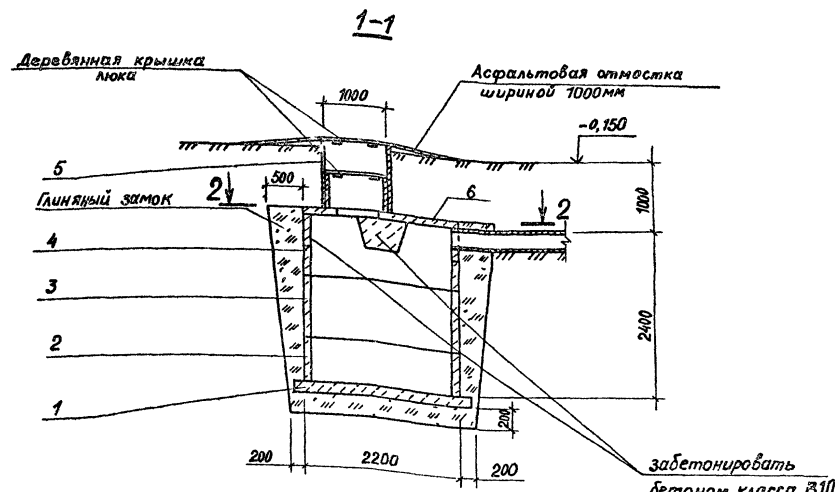 1-1
Деревянная крышка
люка
1000
Асфальтовая отмостка
шириной 1000мм
-0,150
5
500
6
2
Глиняный замок
2
1000
4
3
2400
2
1
200
200
2200
200
забетонировать
бетоном класса В10